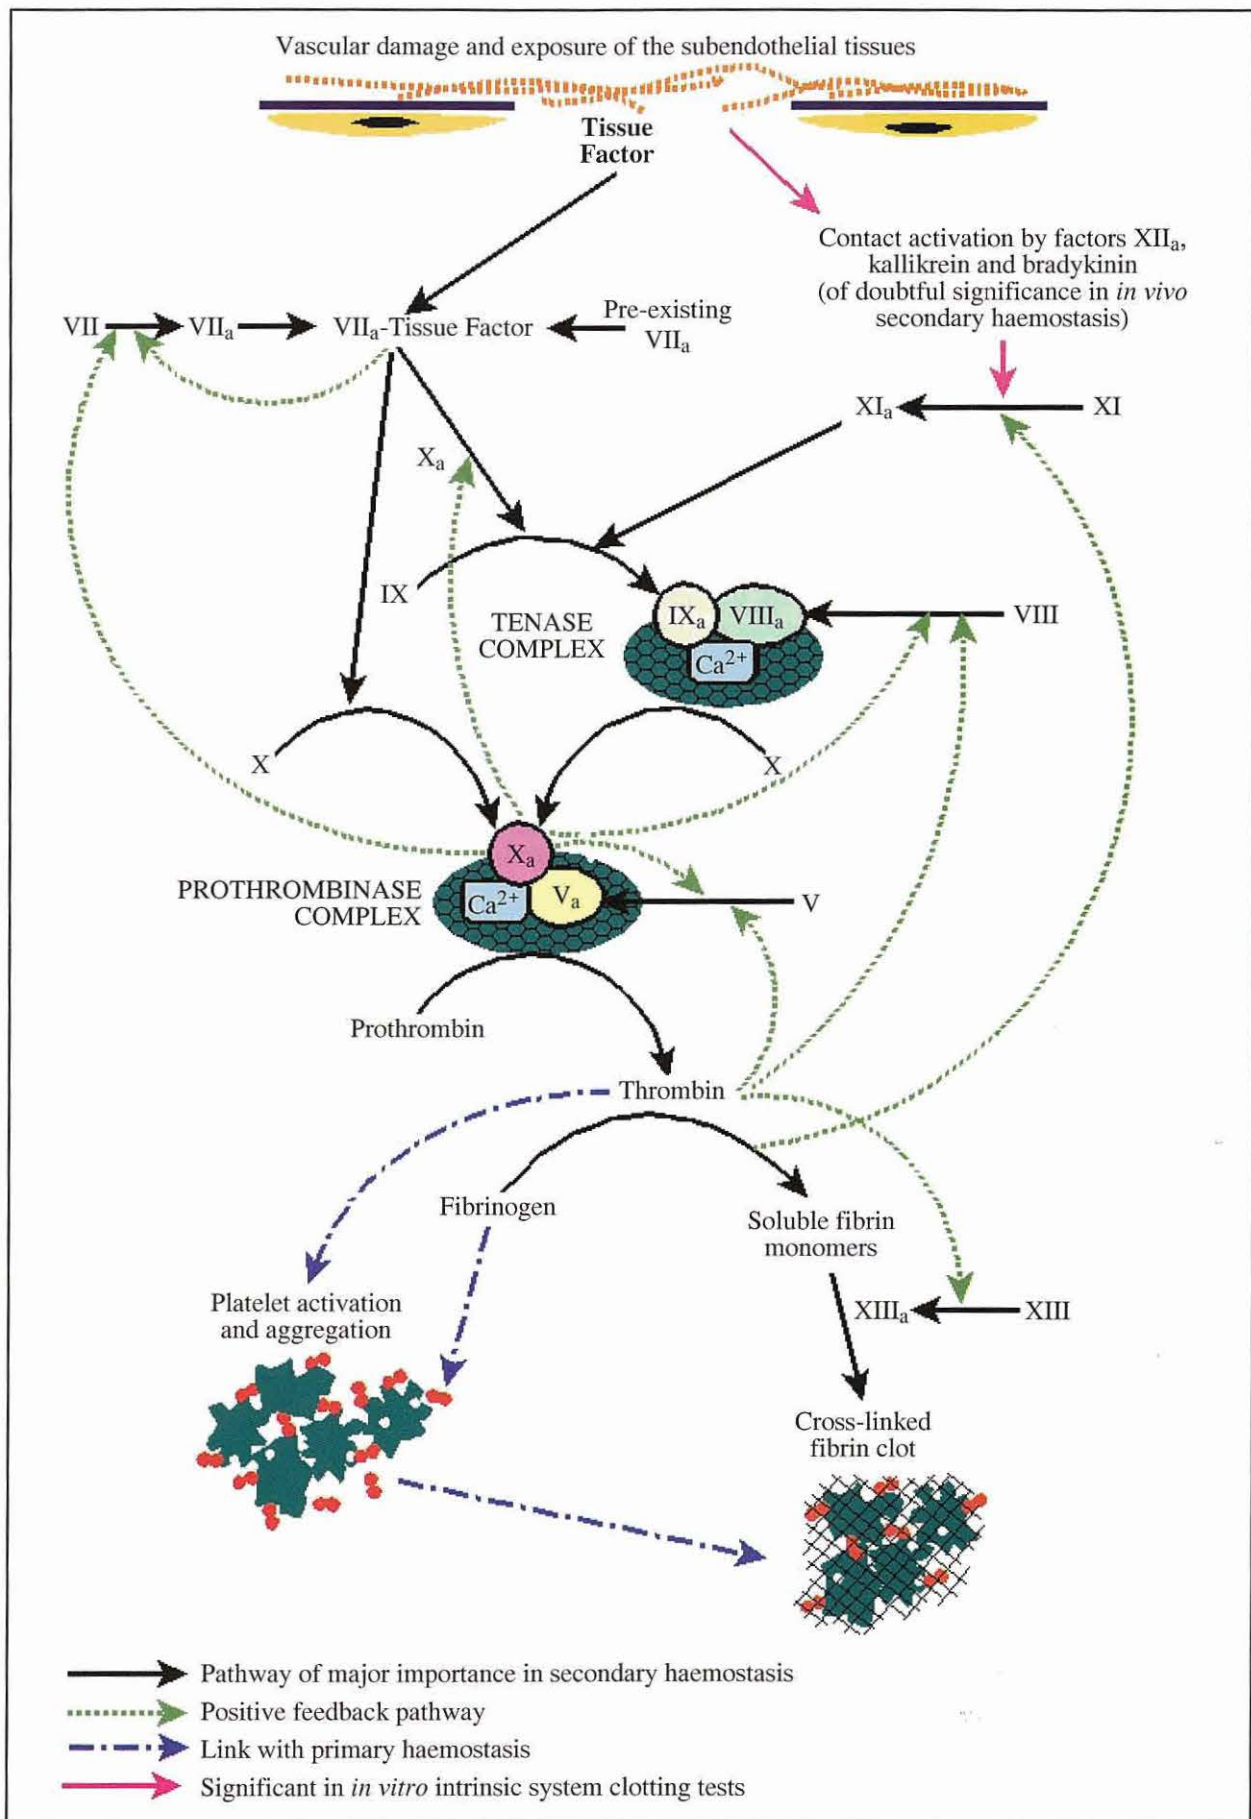 Vascular damage and exposure of the subendothelial tissues
Tissue
Factor
Contact activation by factors XIIa,
kallikrein and bradykinin
(of doubtful significance in in vivo
secondary haemostasis)
VII
VIIa
VIIa-Tissue Factor
Pre-existing
VIIa
XIa
XI
Xa
IX
TENASE
COMPLEX
IXa
VIIIa
Ca2+
VIII
X
X
Xa
PROTHROMBINASE
COMPLEX
Ca2+
Va
V
Prothrombin
Thrombin
Fibrinogen
Soluble fibrin
monomers
Platelet activation
and aggregation
XIIIa
XIII
Cross-linked
fibrin clot
Pathway of major importance in secondary haemostasis
Positive feedback pathway
Link with primary haemostasis
Significant in in vitro intrinsic system clotting tests